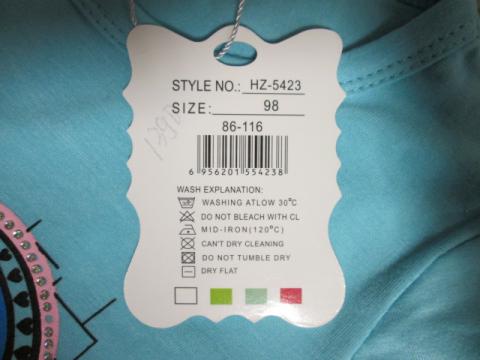 STYLE NO.: HZ-5423
SIZE: 98
86-116
6 956201 554238
WASH EXPLANATION:
WASHING ATLOW 30°C
DO NOT BLEACH WITH CL
MID-IRON(120°C)
CAN'T DRY CLEANING
DO NOT TUMBLE DRY
DRY FLAT